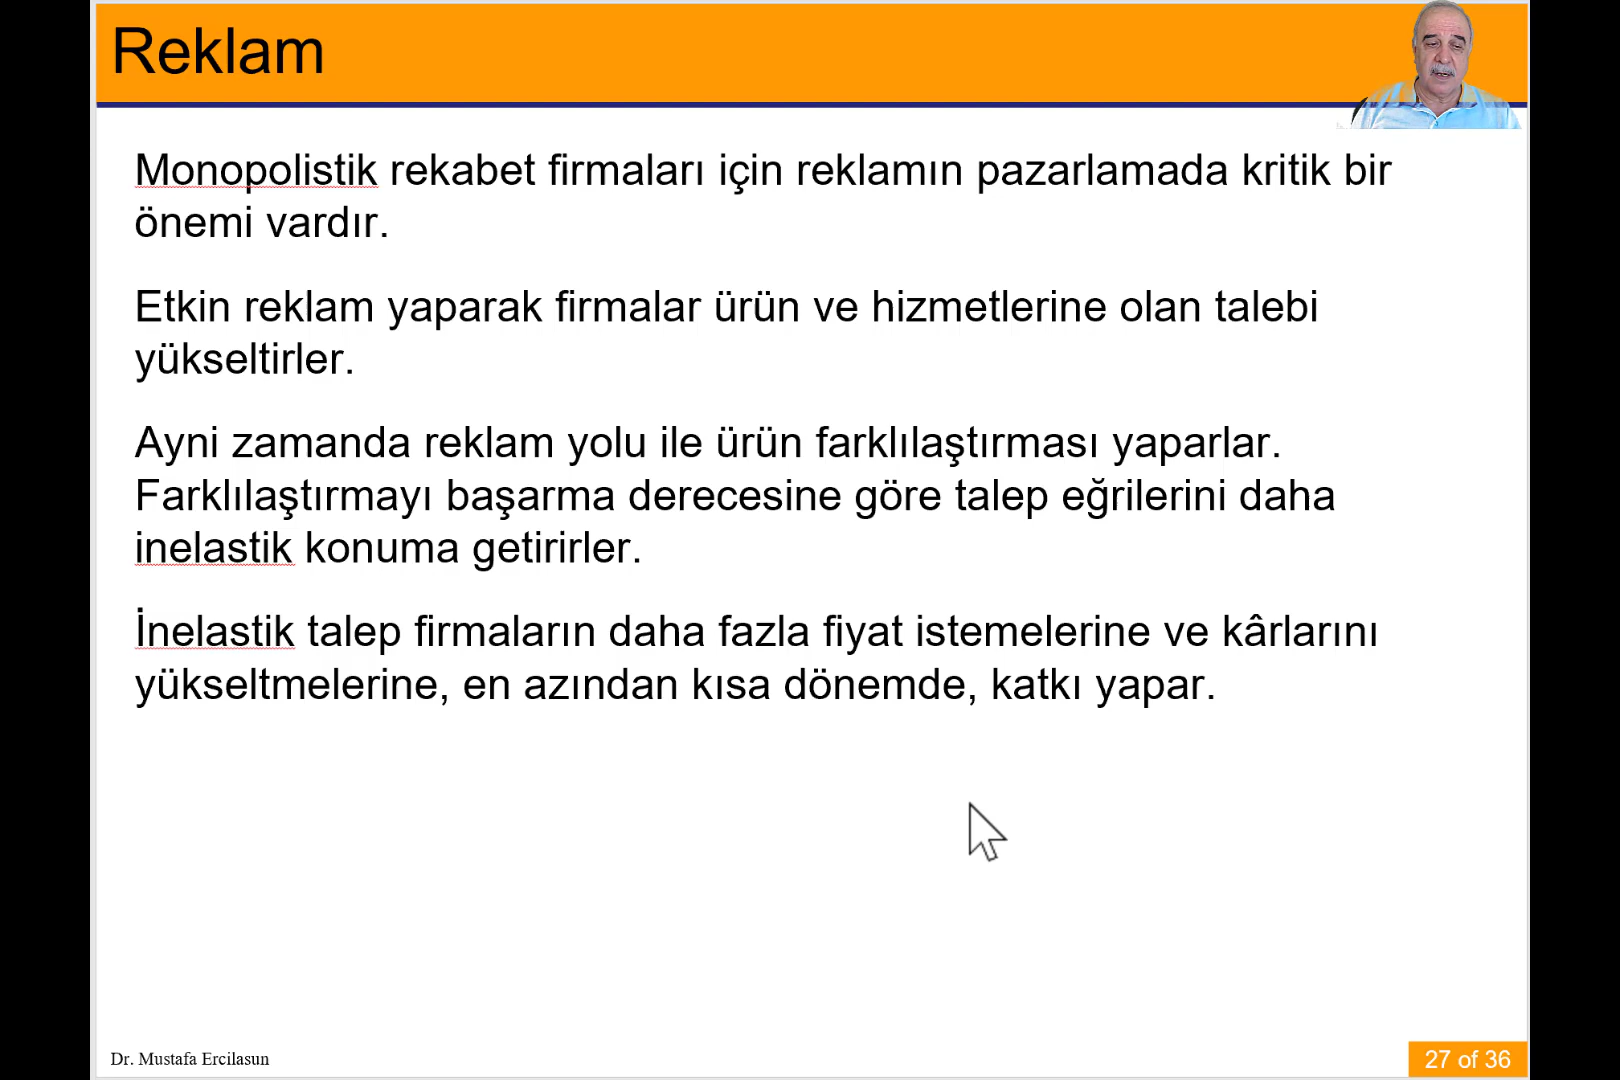 Reklam
Monopolistik rekabet firmaları için reklamın pazarlamada kritik bir
önemi vardır.
Etkin reklam yaparak firmalar ürün ve hizmetlerine olan talebi
yükseltirler.
Ayni zamanda reklam yolu ile ürün farklılaştırması yaparlar.
Farklılaştırmayı başarma derecesine göre talep eğrilerini daha
inelastik konuma getirirler.
İnelastik talep firmaların daha fazla fiyat istemelerine ve kârlarını
yükseltmelerine, en azından kısa dönemde, katkı yapar.
Dr. Mustafa Ercilasun
27 of 36